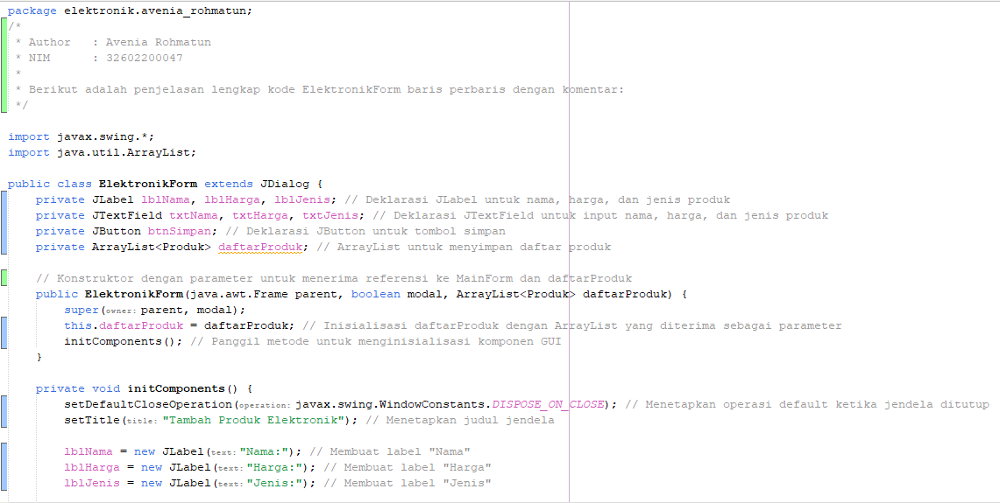 package elektronik.avenia_rohmatun;
/*
 * Author   : Avenia Rohmatun
 * NIM      : 32602200047
 *
 * Berikut adalah penjelasan lengkap kode ElektronikForm baris perbaris dengan komentar:
 */
import javax.swing.*;
import java.util.ArrayList;
public class ElektronikForm extends JDialog {
    private JLabel lblNama, lblHarga, lblJenis; // Deklarasi JLabel untuk nama, harga, dan jenis produk
    private JTextField txtNama, txtHarga, txtJenis; // Deklarasi JTextField untuk input nama, harga, dan jenis produk
    private JButton btnSimpan; // Deklarasi JButton untuk tombol simpan
    private ArrayList<Produk> daftarProduk; // ArrayList untuk menyimpan daftar produk
    // Konstruktor dengan parameter untuk menerima referensi ke MainForm dan daftarProduk
    public ElektronikForm(java.awt.Frame parent, boolean modal, ArrayList<Produk> daftarProduk) {
        super(owner: parent, modal);
        this.daftarProduk = daftarProduk; // Inisialisasi daftarProduk dengan ArrayList yang diterima sebagai parameter
        initComponents(); // Panggil metode untuk menginisialisasi komponen GUI
    }
    private void initComponents() {
        setDefaultCloseOperation(operation: javax.swing.WindowConstants.DISPOSE_ON_CLOSE); // Menetapkan operasi default ketika jendela ditutup
        setTitle(title: "Tambah Produk Elektronik"); // Menetapkan judul jendela
        lblNama = new JLabel(text: "Nama:"); // Membuat label "Nama"
        lblHarga = new JLabel(text: "Harga:"); // Membuat label "Harga"
        lblJenis = new JLabel(text: "Jenis:"); // Membuat label "Jenis"